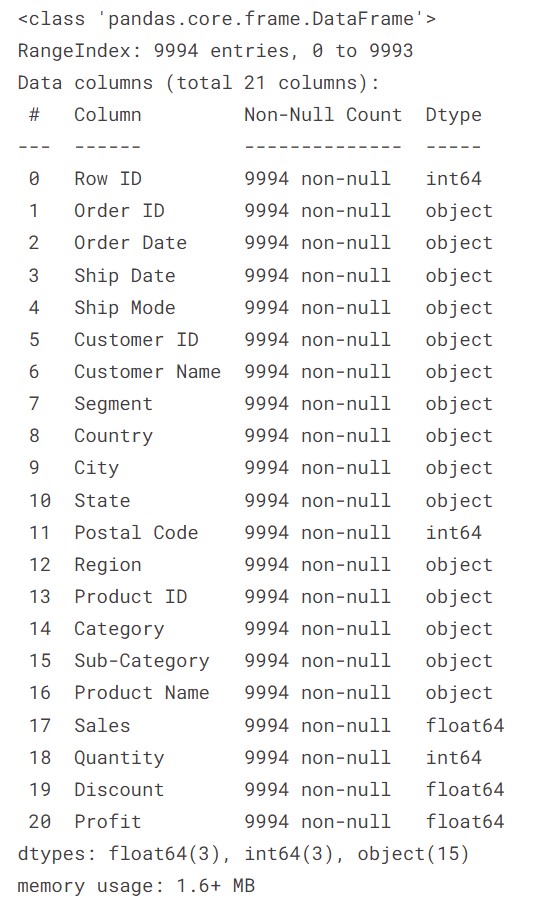 <class 'pandas.core.frame.DataFrame'>
RangeIndex: 9994 entries, 0 to 9993
Data columns (total 21 columns):
 #   Column         Non-Null Count  Dtype
---  ------         --------------  -----
 0   Row ID         9994 non-null   int64
 1   Order ID       9994 non-null   object
 2   Order Date     9994 non-null   object
 3   Ship Date      9994 non-null   object
 4   Ship Mode      9994 non-null   object
 5   Customer ID    9994 non-null   object
 6   Customer Name  9994 non-null   object
 7   Segment        9994 non-null   object
 8   Country        9994 non-null   object
 9   City           9994 non-null   object
 10  State          9994 non-null   object
 11  Postal Code    9994 non-null   int64
 12  Region         9994 non-null   object
 13  Product ID     9994 non-null   object
 14  Category       9994 non-null   object
 15  Sub-Category   9994 non-null   object
 16  Product Name   9994 non-null   object
 17  Sales          9994 non-null   float64
 18  Quantity       9994 non-null   int64
 19  Discount       9994 non-null   float64
 20  Profit         9994 non-null   float64
dtypes: float64(3), int64(3), object(15)
memory usage: 1.6+ MB